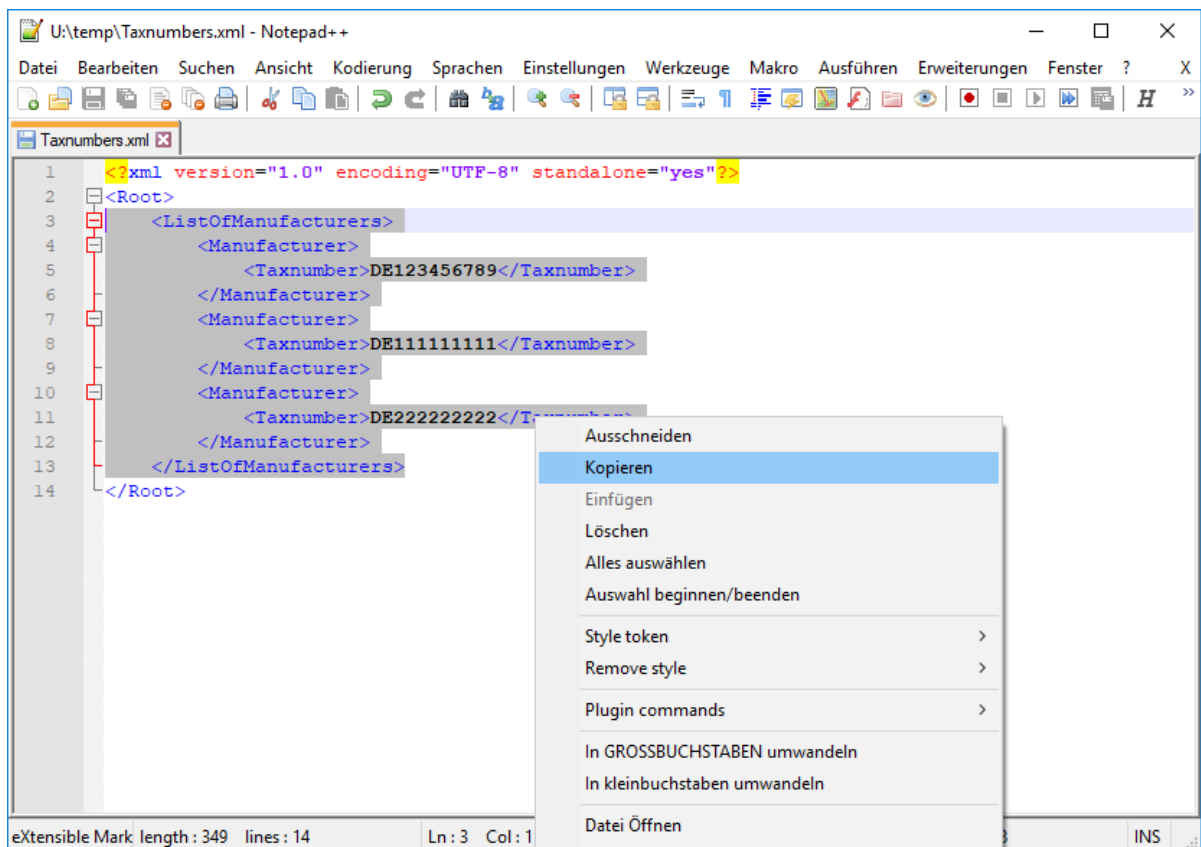 U:\temp\Taxnumbers.xml - Notepad++
Datei Bearbeiten Suchen Ansicht Kodierung Sprachen Einstellungen Werkzeuge Makro Ausführen Erweiterungen Fenster ? X
Taxnumbers.xml
1 <?xml version="1.0" encoding="UTF-8" standalone="yes"?>
2 <Root>
3 <ListOfManufacturers>
4 <Manufacturer>
5 <Taxnumber>DE123456789</Taxnumber>
6 </Manufacturer>
7 <Manufacturer>
8 <Taxnumber>DE111111111</Taxnumber>
9 </Manufacturer>
10 <Manufacturer>
11 <Taxnumber>DE222222222</Taxnumber>
12 </Manufacturer>
13 </ListOfManufacturers>
14 </Root>
Ausschneiden
Kopieren
Einfügen
Löschen
Alles auswählen
Auswahl beginnen/beenden
Style token
Remove style
Plugin commands
In GROSSBUCHSTABEN umwandeln
In kleinbuchstaben umwandeln
Datei Öffnen
eXtensible Mark length : 349 lines : 14 Ln : 3 Col : 1 INS